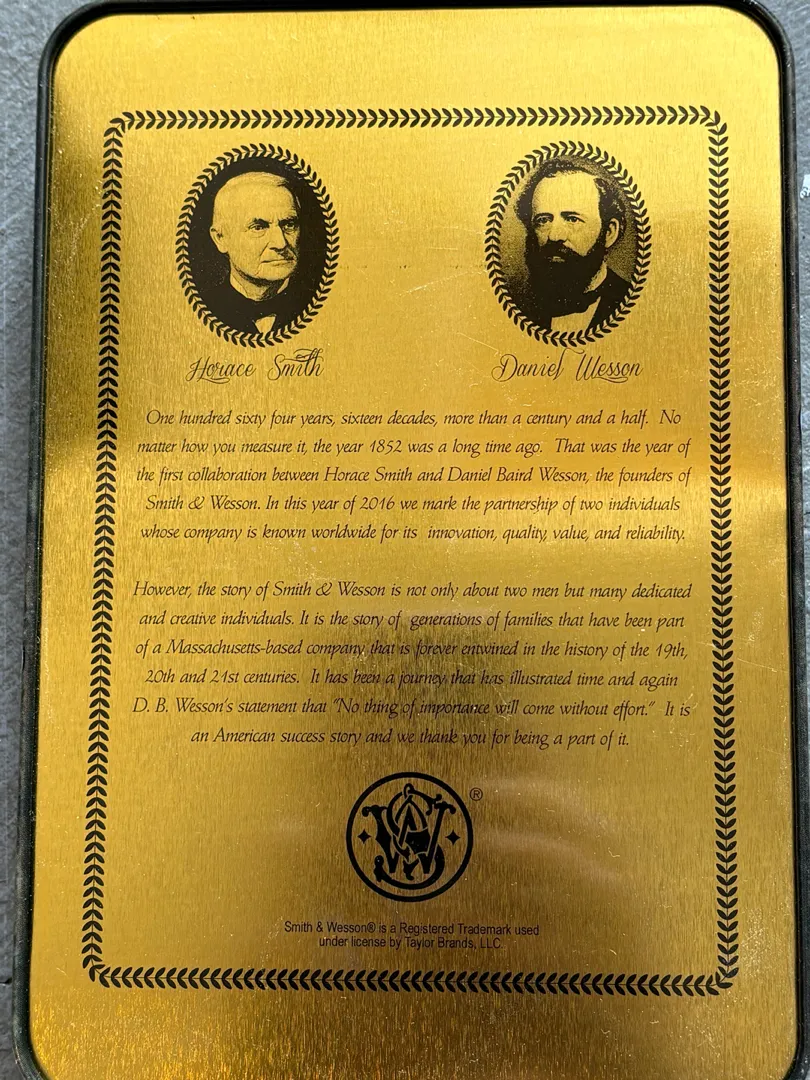 Horace Smith
Daniel Wesson
One hundred sixty four years, sixteen decades, more than a century and a half. No
matter how you measure it, the year 1852 was a long time ago. That was the year of
the first collaboration between Horace Smith and Daniel Baird Wesson, the founders of
Smith & Wesson. In this year of 2016 we mark the partnership of two individuals
whose company is known worldwide for its innovation, quality, value, and reliability.
However, the story of Smith & Wesson is not only about two men but many dedicated
and creative individuals. It is the story of generations of families that have been part
of a Massachusetts-based company that is forever entwined in the history of the 19th,
20th and 21st centuries. It has been a journey that has illustrated time and again
D. B. Wesson's statement that "No thing of importance will come without effort." It is
an American success story and we thank you for being a part of it.
SW
®
Smith & Wesson® is a Registered Trademark used
under license by Taylor Brands, LLC.